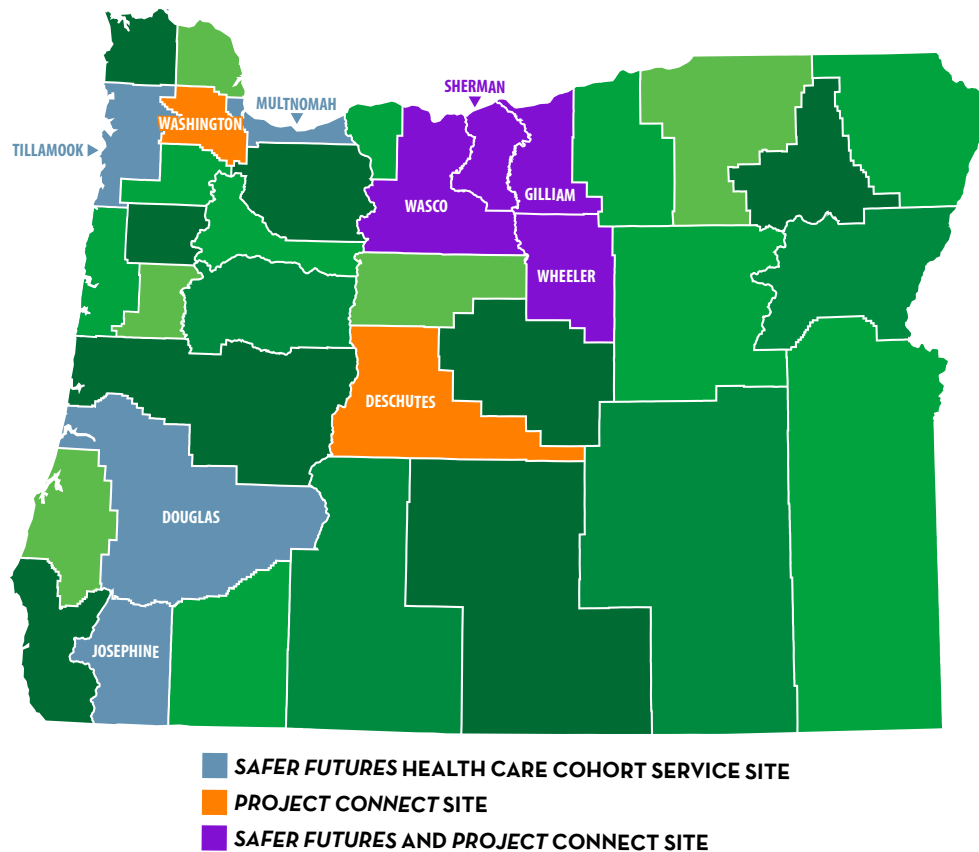 SHERMAN
MULTNOMAH
WASHINGTON
TILLAMOOK
GILLIAM
WASCO
WHEELER
DESCHUTES
DOUGLAS
JOSEPHINE
SAFER FUTURES HEALTH CARE COHORT SERVICE SITE
PROJECT CONNECT SITE
SAFER FUTURES AND PROJECT CONNECT SITE